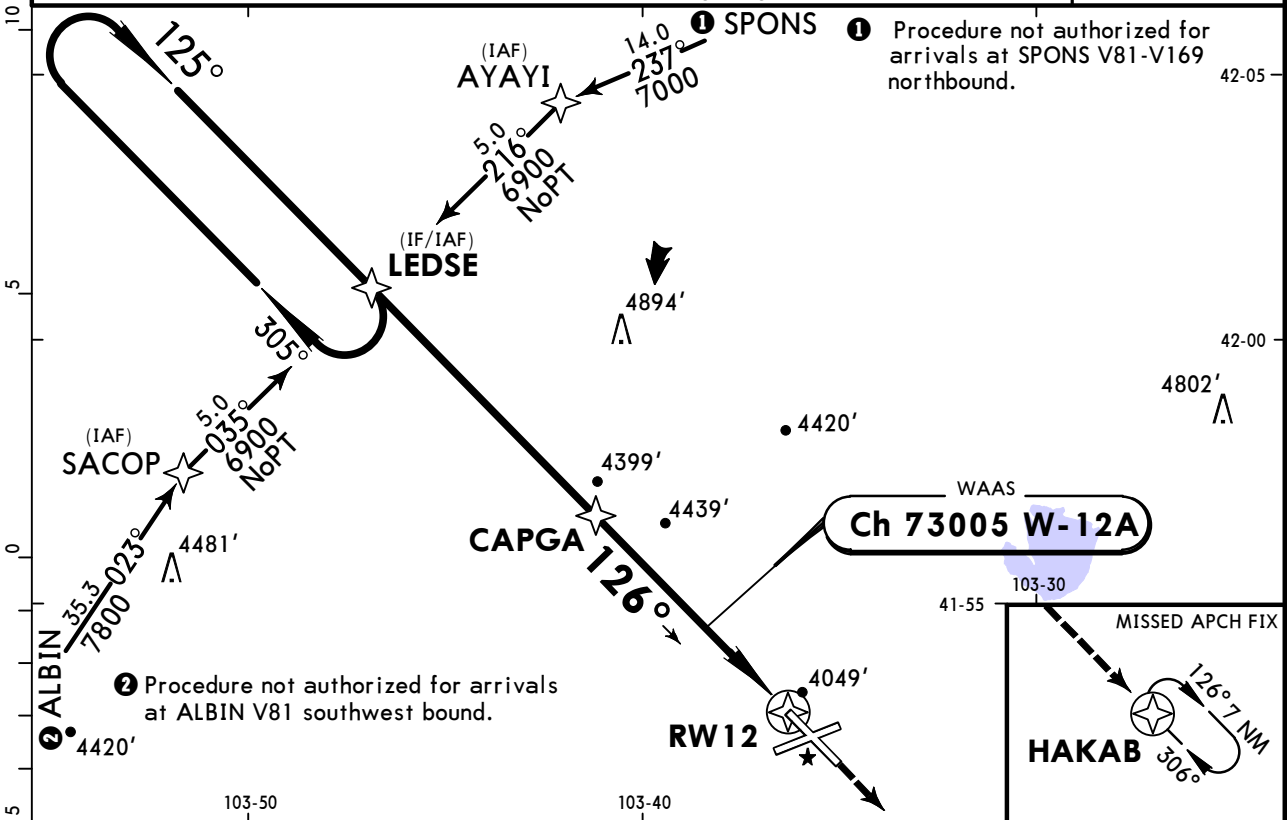 10
125°
(IAF)
AYAYI
14.0
237°
7000
❶ SPONS
❶ Procedure not authorized for
arrivals at SPONS V81-V169
northbound.
42-05
5.0
216°
6900
NoPT
(IF/IAF)
LEDSE
5
4894'
42-00
305°
4802'
5.0
035°
6900
NoPT
(IAF)
SACOP
4420'
4399'
4439'
WAAS
Ch 73005 W-12A
CAPGA
126°
0
4481'
35.3
023°
7800
❷ ALBIN
103-30
41-55
MISSED APCH FIX
❷ Procedure not authorized for arrivals
at ALBIN V81 southwest bound.
4049'
RW12
126° 7 NM
HAKAB
306°
4420'
103-50
103-40
5